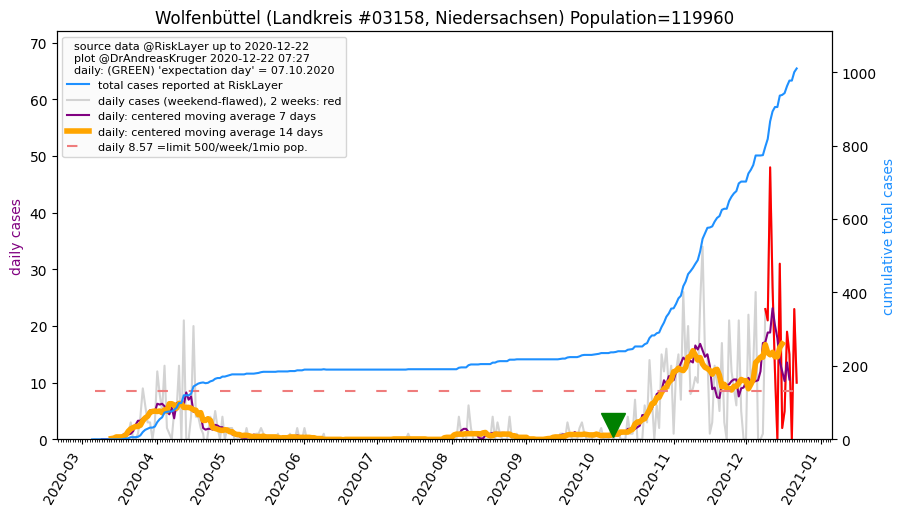 Wolfenbüttel (Landkreis #03158, Niedersachsen) Population=119960
source data @RiskLayer up to 2020-12-22
plot @DrAndreasKruger 2020-12-22 07:27
daily: (GREEN) 'expectation day' = 07.10.2020
total cases reported at RiskLayer
daily cases (weekend-flawed), 2 weeks: red
daily: centered moving average 7 days
daily: centered moving average 14 days
daily 8.57 =limit 500/week/1mio pop.
daily cases
70
60
50
40
30
20
10
0
cumulative total cases
1000
800
600
400
200
0
2020-03
2020-04
2020-05
2020-06
2020-07
2020-08
2020-09
2020-10
2020-11
2020-12
2021-01